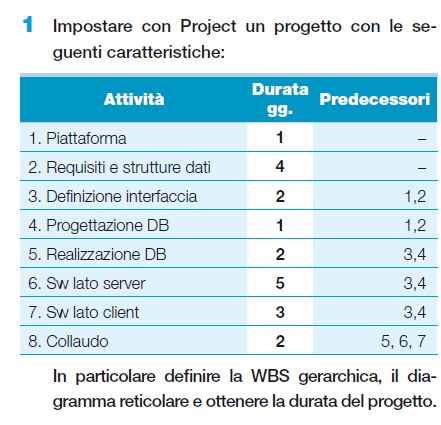 1 Impostare con Project un progetto con le se-
guenti caratteristiche:
Attività Durata gg. Predecessori
1. Piattaforma 1 –
2. Requisiti e strutture dati 4 –
3. Definizione interfaccia 2 1,2
4. Progettazione DB 1 1,2
5. Realizzazione DB 2 3,4
6. Sw lato server 5 3,4
7. Sw lato client 3 3,4
8. Collaudo 2 5, 6, 7
In particolare definire la WBS gerarchica, il dia-
gramma reticolare e ottenere la durata del progetto.